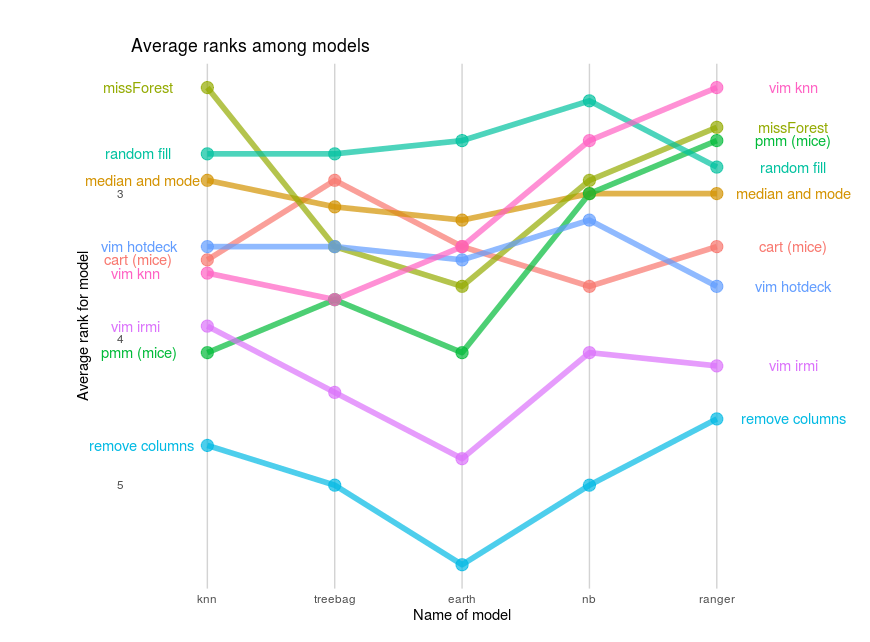 Average ranks among models
missForest
random fill
median and mode
3
vim hotdeck
cart (mice)
vim knn
vim irmi
4
pmm (mice)
remove columns
5
Average rank for model
vim knn
missForest
pmm (mice)
random fill
median and mode
cart (mice)
vim hotdeck
vim irmi
remove columns
knn treebag earth nb ranger
Name of model